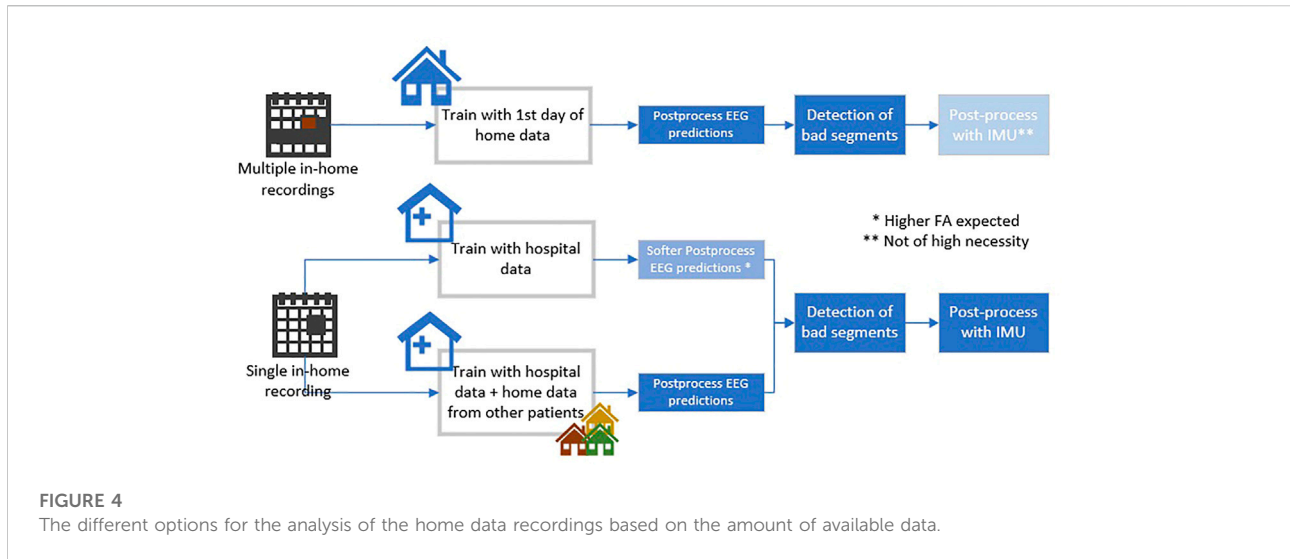 Multiple in-home
recordings
Train with 1st day of
home data
Postprocess EEG
predictions
Detection of
bad segments
Post-process
with IMU**
* Higher FA expected
** Not of high necessity
Single in-home
recording
Train with hospital
data
Softer Postprocess
EEG predictions *
Train with hospital
data + home data
from other patients
Postprocess EEG
predictions
Detection of
bad segments
Post-process
with IMU
FIGURE 4
The different options for the analysis of the home data recordings based on the amount of available data.